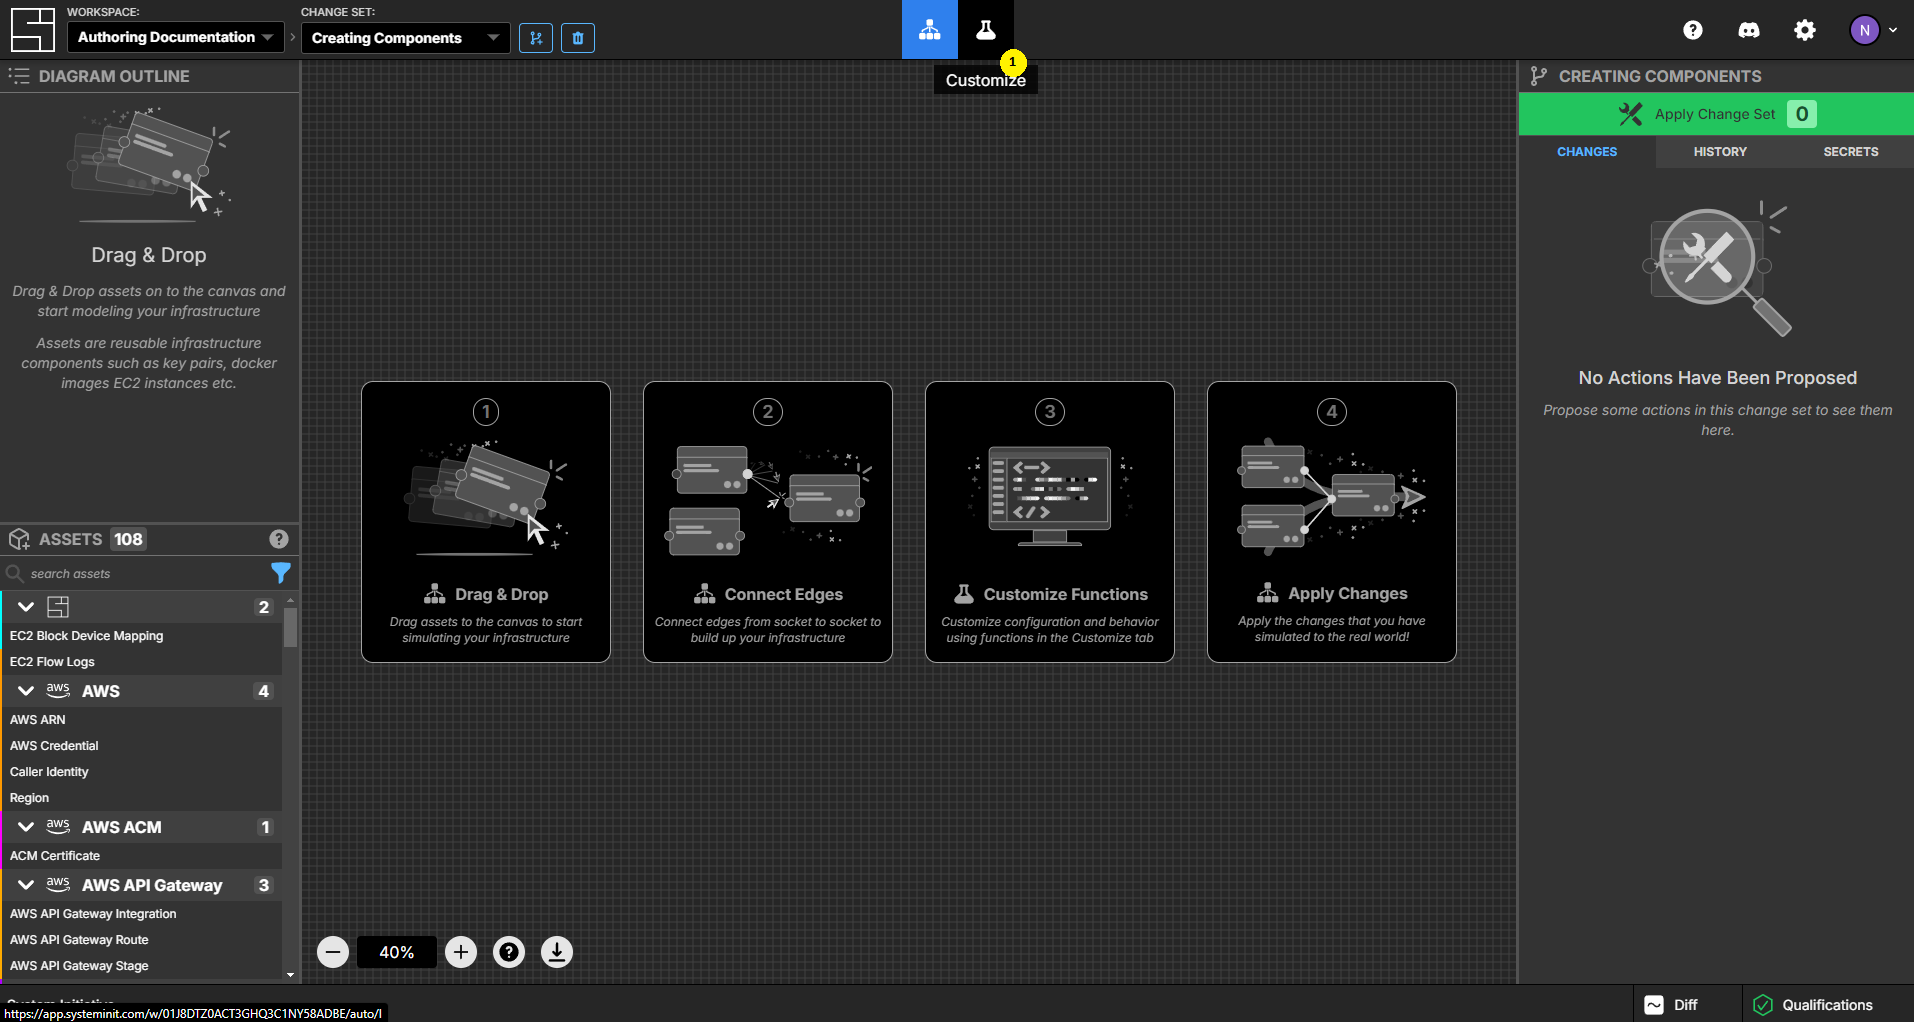 WORKSPACE:
Authoring Documentation
CHANGE SET:
Creating Components
1
Customize
N
DIAGRAM OUTLINE
Drag & Drop
Drag & Drop assets on to the canvas and
start modeling your infrastructure
Assets are reusable infrastructure
components such as key pairs, docker
images EC2 instances etc.
ASSETS 108
search assets
2
EC2 Block Device Mapping
EC2 Flow Logs
aws AWS 4
AWS ARN
AWS Credential
Caller Identity
Region
aws AWS ACM 1
ACM Certificate
aws AWS API Gateway 3
AWS API Gateway Integration
AWS API Gateway Route
AWS API Gateway Stage
1
Drag & Drop
Drag assets to the canvas to start
simulating your infrastructure
2
Connect Edges
Connect edges from socket to socket to
build up your infrastructure
3
Customize Functions
Customize configuration and behavior
using functions in the Customize tab
4
Apply Changes
Apply the changes that you have
simulated to the real world!
40%
CREATING COMPONENTS
Apply Change Set 0
CHANGES
HISTORY
SECRETS
No Actions Have Been Proposed
Propose some actions in this change set to see them
here.
https://app.systeminit.com/w/01J8DTZ0ACT3GHQ3C1NY58ADBE/auto/l
Diff
Qualifications